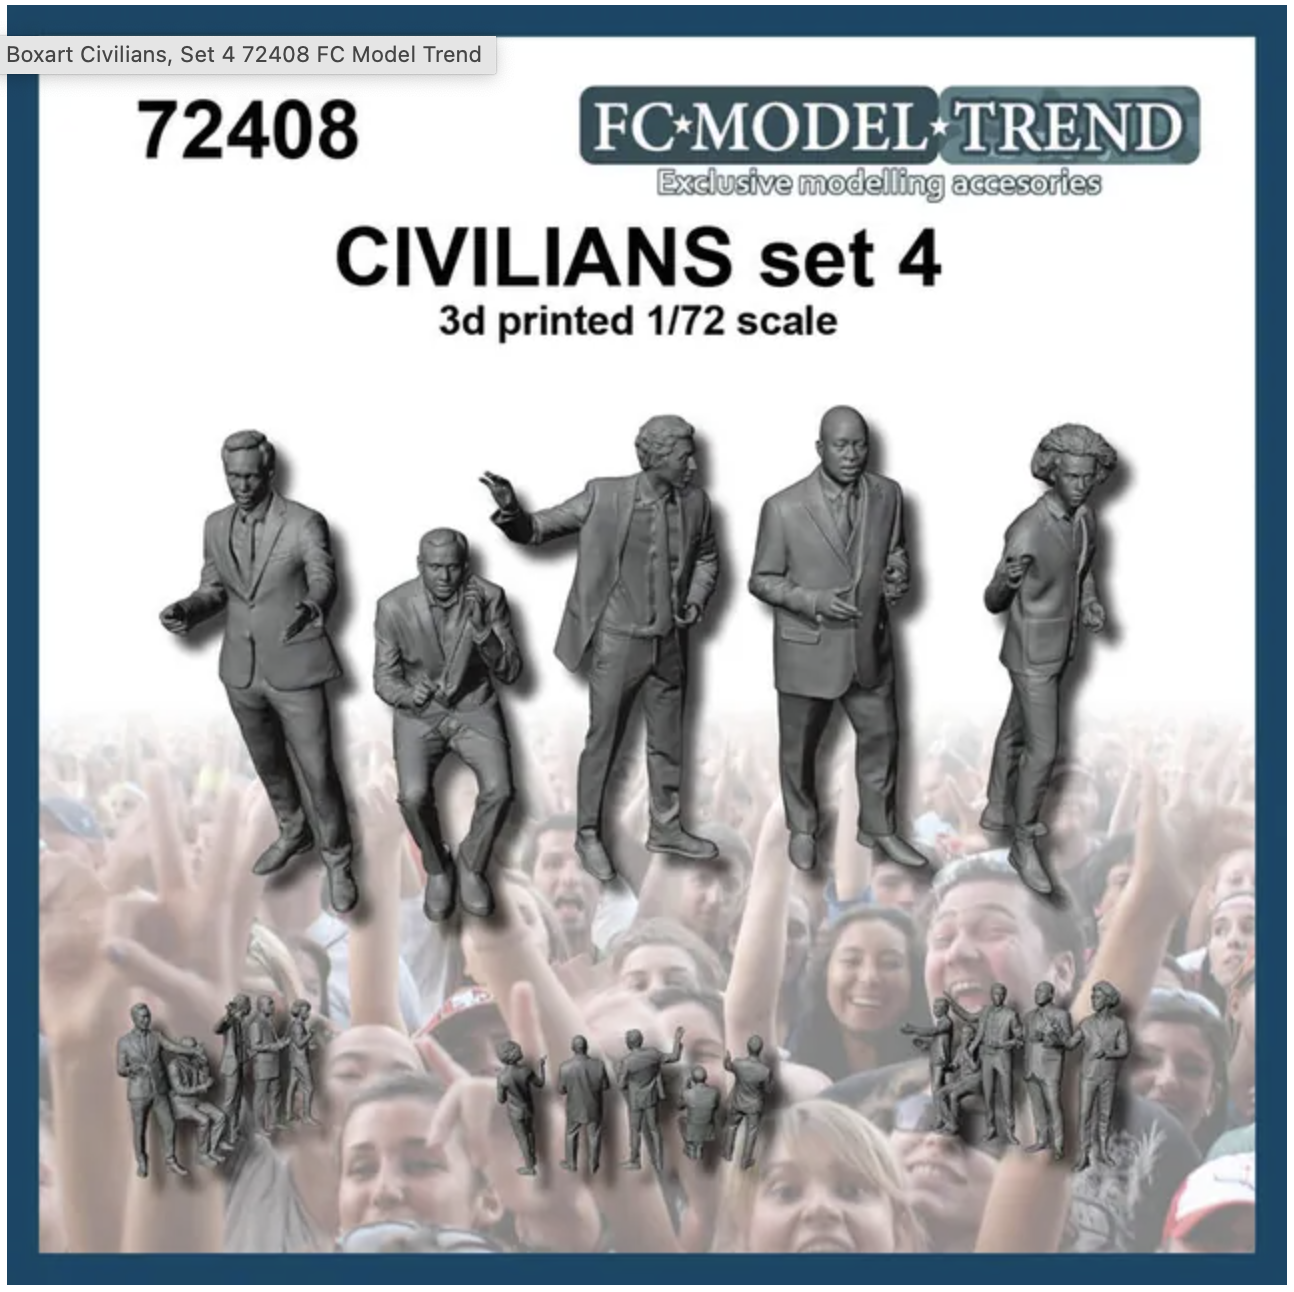 Boxart Civilians, Set 4 72408 FC Model Trend
72408
FC★MODEL★TREND
Exclusive modelling accesories
CIVILIANS set 4
3d printed 1/72 scale